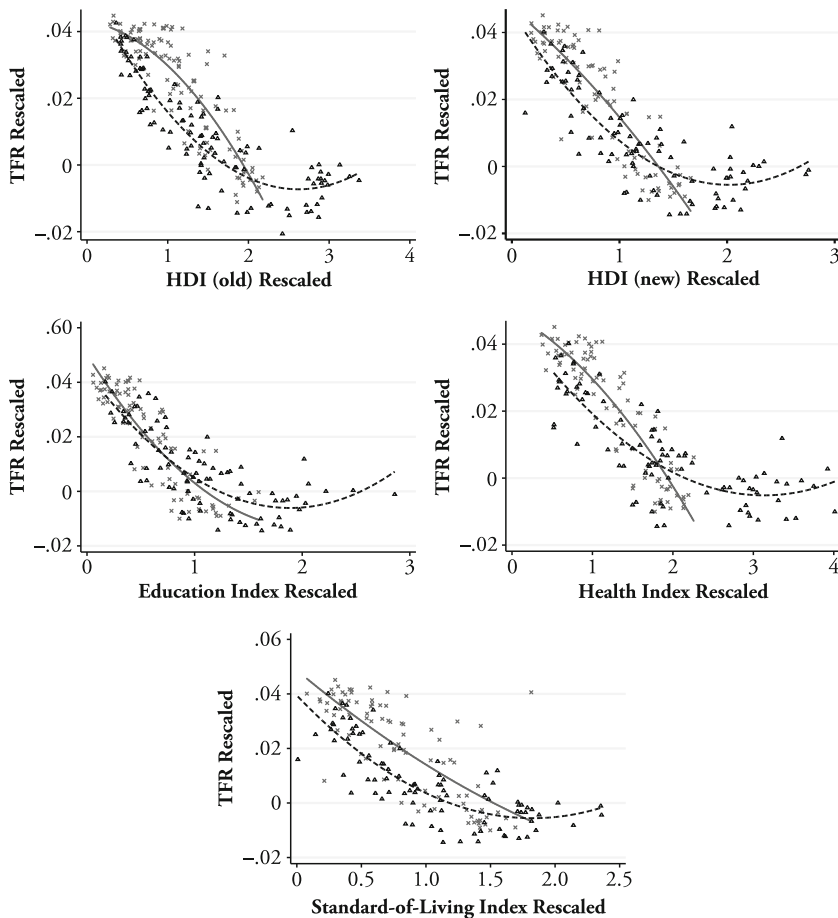 .04
.02
0
−.02
TFR Rescaled
0 1 2 3 4
HDI (old) Rescaled
.04
.02
0
−.02
TFR Rescaled
0 1 2 3
HDI (new) Rescaled
.60
.04
.02
0
−.02
TFR Rescaled
0 1 2 3
Education Index Rescaled
.04
.02
0
−.02
TFR Rescaled
0 1 2 3 4
Health Index Rescaled
.06
.04
.02
0
−.02
TFR Rescaled
0 0.5 1.0 1.5 2.0 2.5
Standard-of-Living Index Rescaled